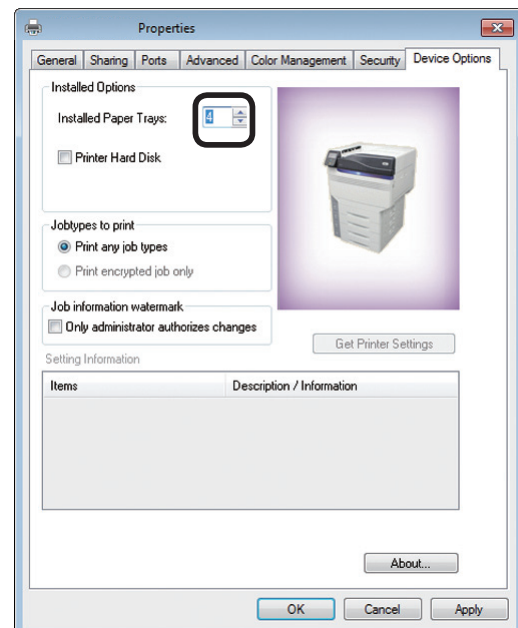 Properties
General Sharing Ports Advanced Color Management Security Device Options
Installed Options
Installed Paper Trays: 4
Printer Hard Disk
Jobtypes to print
Print any job types
Print encrypted job only
Job information watermark
Only administrator authorizes changes
Get Printer Settings
Setting Information
Items Description / Information
About...
OK Cancel Apply